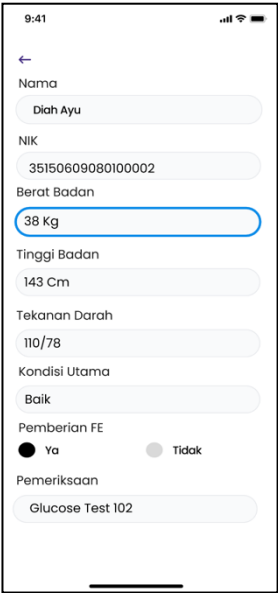 9:41
Nama
Diah Ayu
NIK
35150609080100002
Berat Badan
38 Kg
Tinggi Badan
143 Cm
Tekanan Darah
110/78
Kondisi Utama
Baik
Pemberian FE
Ya Tidak
Pemeriksaan
Glucose Test 102